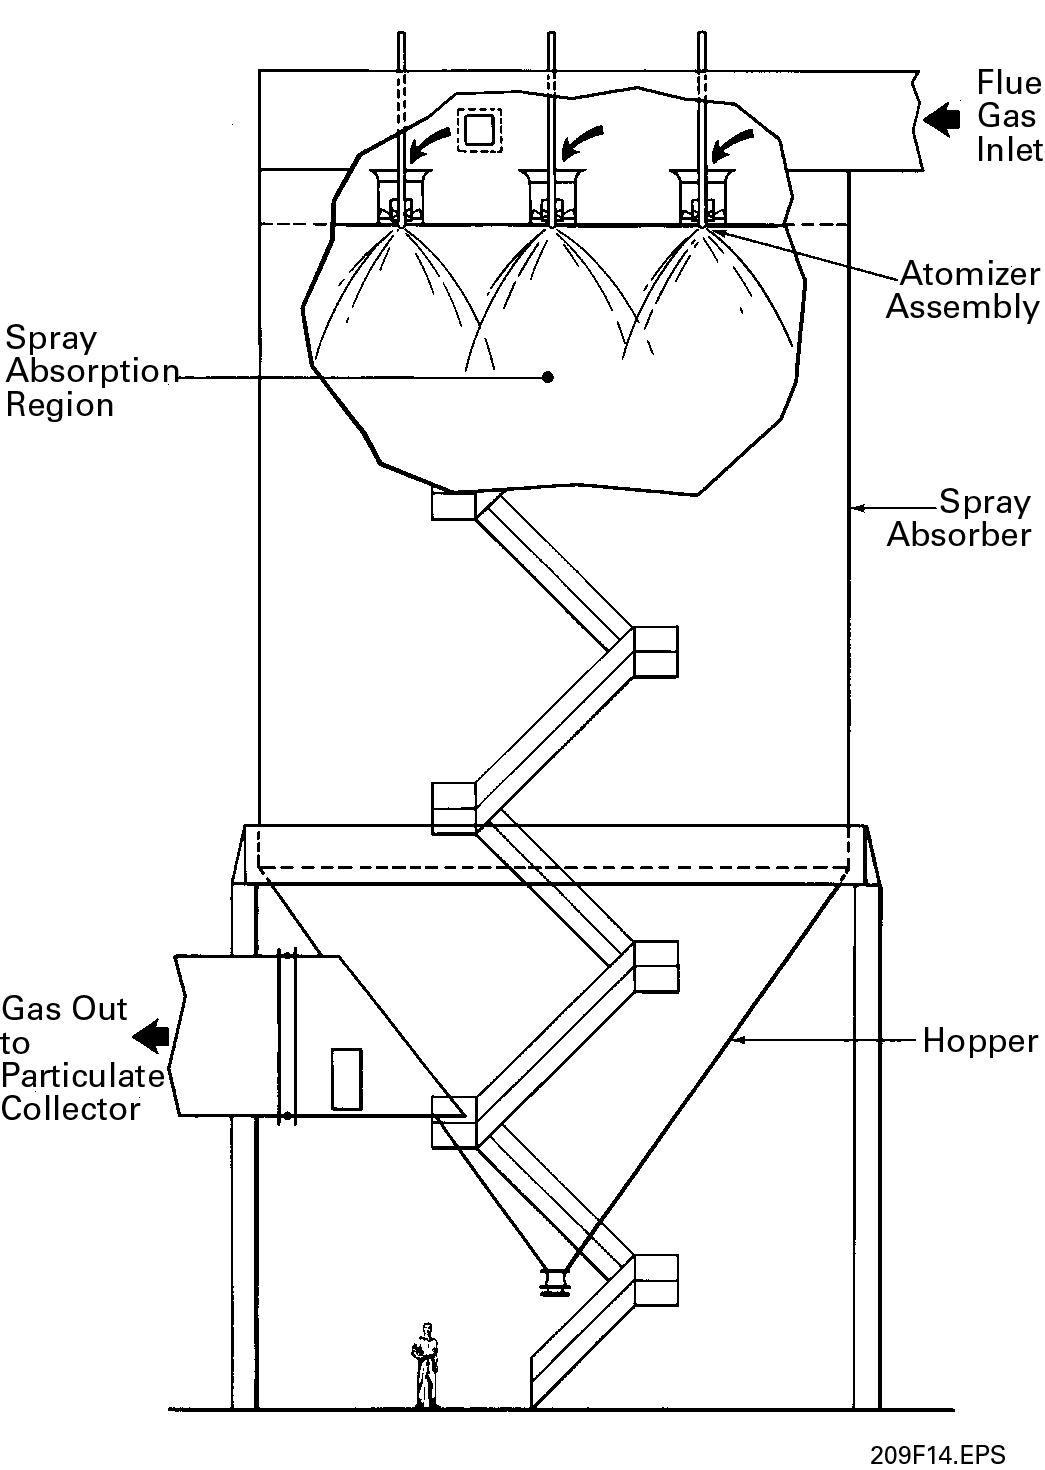 Flue
Gas
Inlet
Atomizer
Assembly
Spray
Absorption
Region
Spray
Absorber
Gas Out
to
Particulate
Collector
Hopper
209F14.EPS